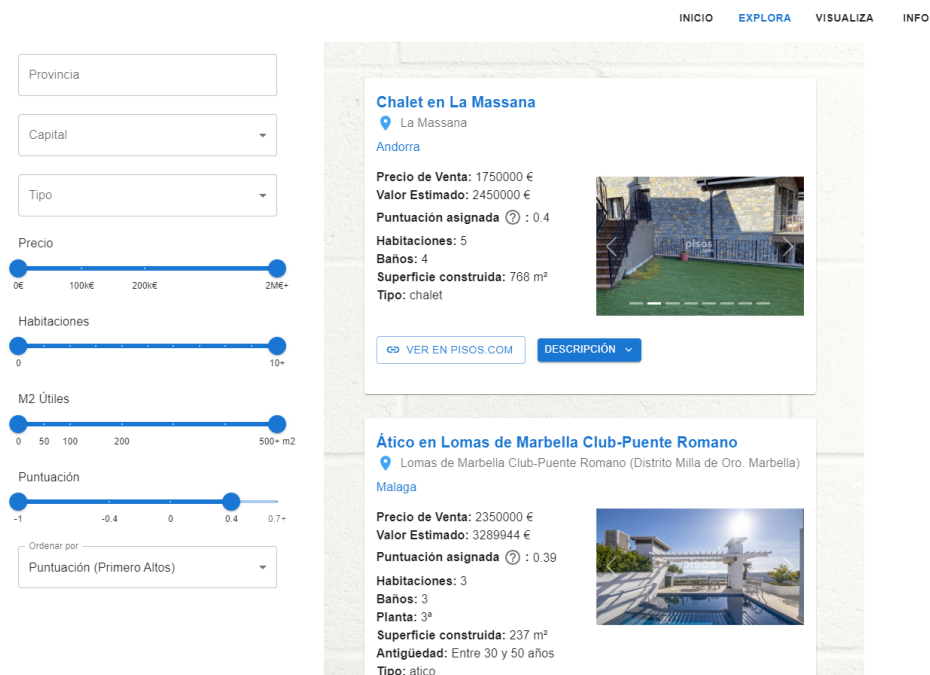 INICIO EXPLORA VISUALIZA INFO
Provincia
Capital
Tipo
Precio
0€ 100k€ 200k€ 2M€+
Habitaciones
0 10+
M2 Útiles
0 50 100 200 500+ m2
Puntuación
-1 -0.4 0 0.4 0.7+
Ordenar por
Puntuación (Primero Altos)
Chalet en La Massana
La Massana
Andorra
Precio de Venta: 1750000 €
Valor Estimado: 2450000 €
Puntuación asignada ? : 0.4
Habitaciones: 5
Baños: 4
Superficie construida: 768 m²
Tipo: chalet
pisos
VER EN PISOS.COM
DESCRIPCIÓN
Ático en Lomas de Marbella Club-Puente Romano
Lomas de Marbella Club-Puente Romano (Distrito Milla de Oro. Marbella)
Malaga
Precio de Venta: 2350000 €
Valor Estimado: 3289944 €
Puntuación asignada ? : 0.39
Habitaciones: 3
Baños: 3
Planta: 3ª
Superficie construida: 237 m²
Antigüedad: Entre 30 y 50 años
Tipo: atico
pisos